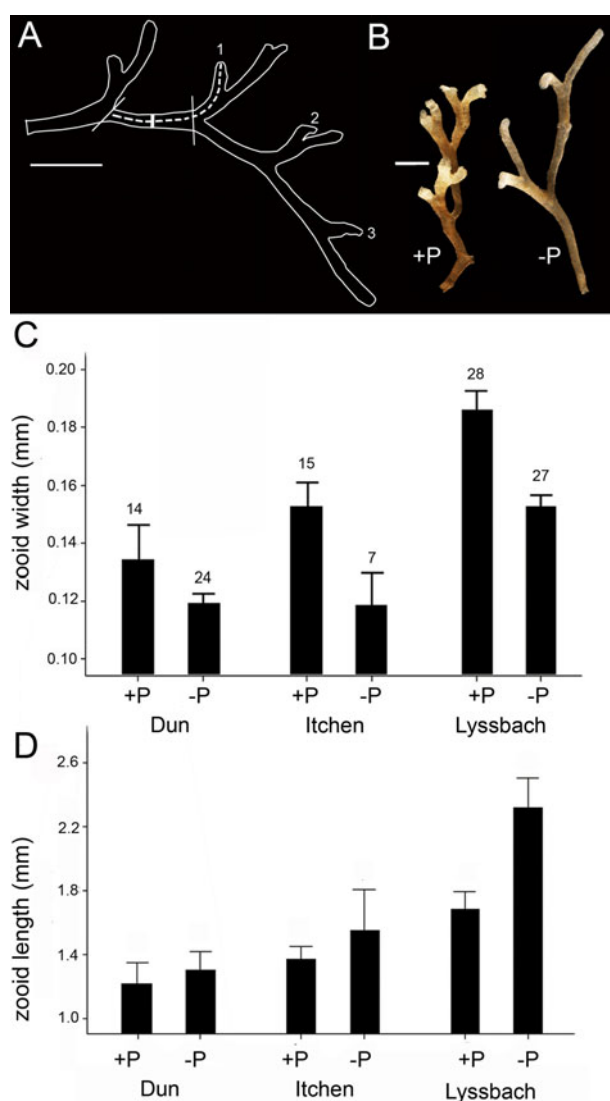 A
B
1
2
3
+P
-P
C
zooid width (mm)
0.20
0.18
0.16
0.14
0.12
0.10
14
24
15
7
28
27
+P -P +P -P +P -P
Dun Itchen Lyssbach
D
zooid length (mm)
2.6
2.2
1.8
1.4
1.0
+P -P +P -P +P -P
Dun Itchen Lyssbach